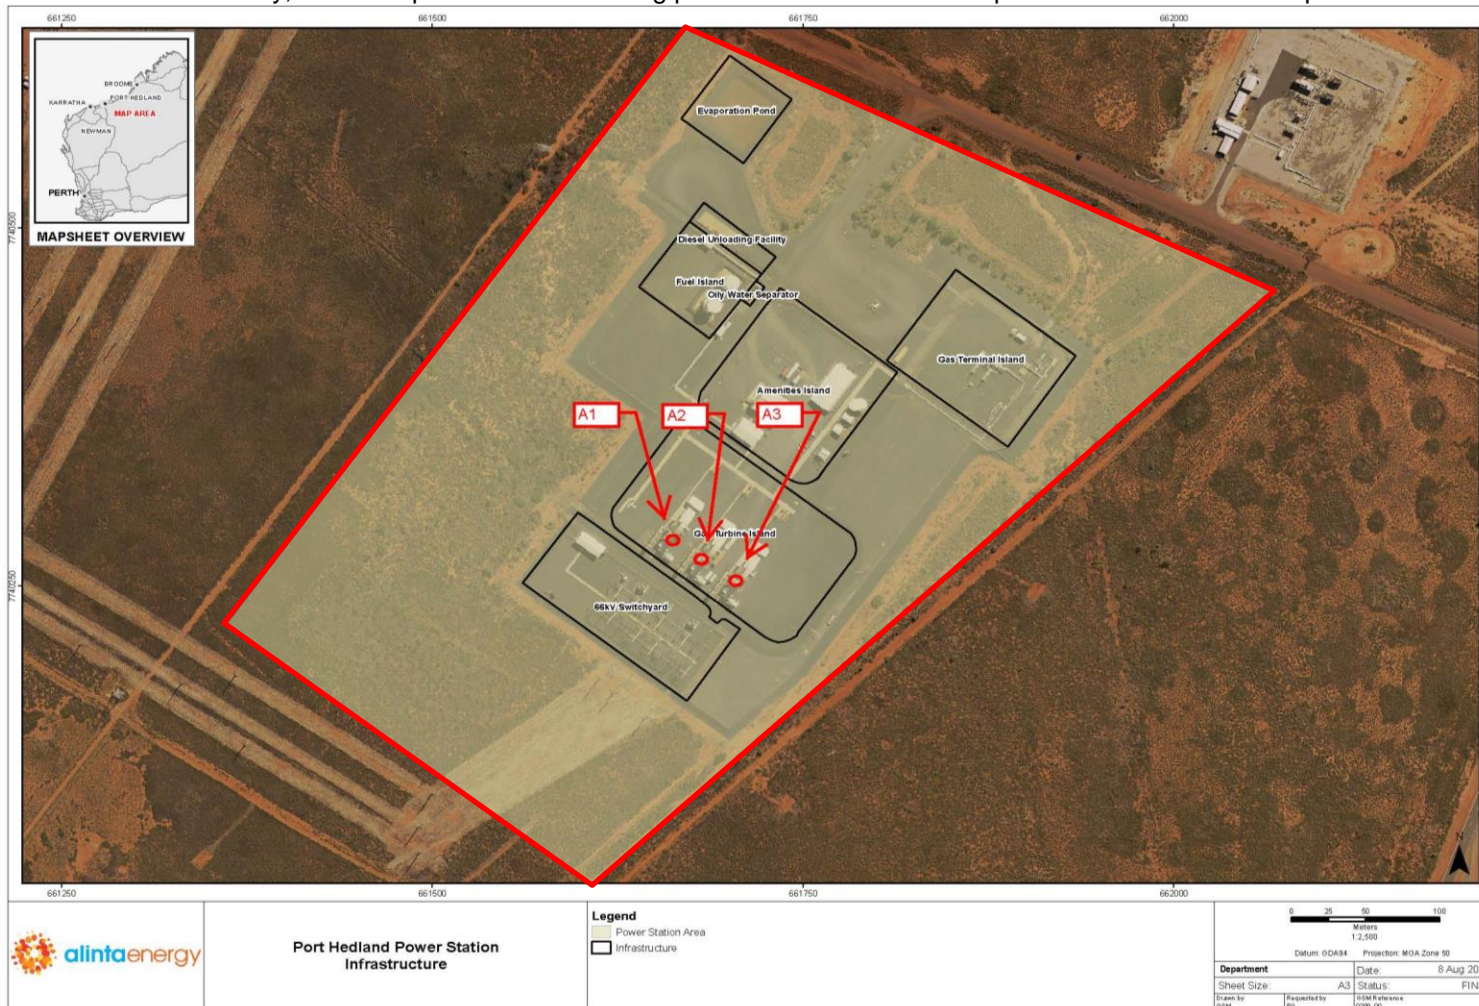 661250 661500 661750 662000
BROOME
PORT HEDLAND
KARRATHA
MAP AREA
NEWMAN
PERTH
MAPSHEET OVERVIEW
7740500
7740250
Evaporation Pond
Diesel Unloading Facility
Fuel Island
Oily Water Separator
Gas Terminal Island
Amenities Island
A1 A2 A3
Gas Turbine Island
66kV Switchyard
N
661250 661500 661750 662000
alintaenergy
Port Hedland Power Station
Infrastructure
Legend
Power Station Area
Infrastructure
0 25 50 100
Meters
1:2,500
Datum: GDA94 Projection: MGA Zone 50
Department Date: 8 Aug 20
Sheet Size: A3 Status: FIN
Drawn by Requested by GSM Reference